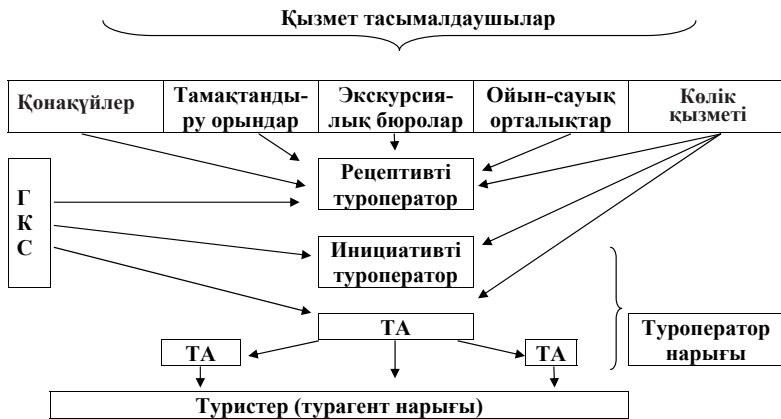 Қызмет тасымалдаушылар
Қонақүйлер
Тамақтанды-
ру орындар
Экскурсия-
лық бюролар
Ойын-сауық
орталықтар
Көлік
қызметі
Рецептивті
туроператор
Г
К
С
Инициативті
туроператор
ТА
Туроператор
нарығы
ТА
ТА
Туристер (турагент нарығы)